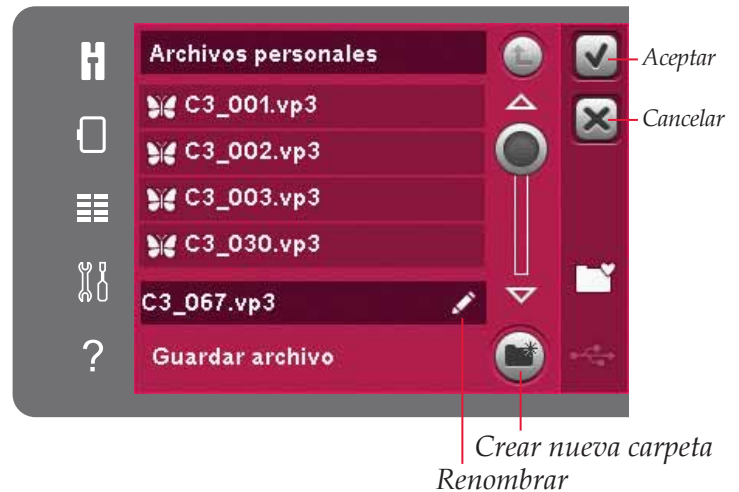 Archivos personales
C3_001.vp3
C3_002.vp3
C3_003.vp3
C3_030.vp3
C3_067.vp3
Guardar archivo
?
Aceptar
Cancelar
Crear nueva carpeta
Renombrar